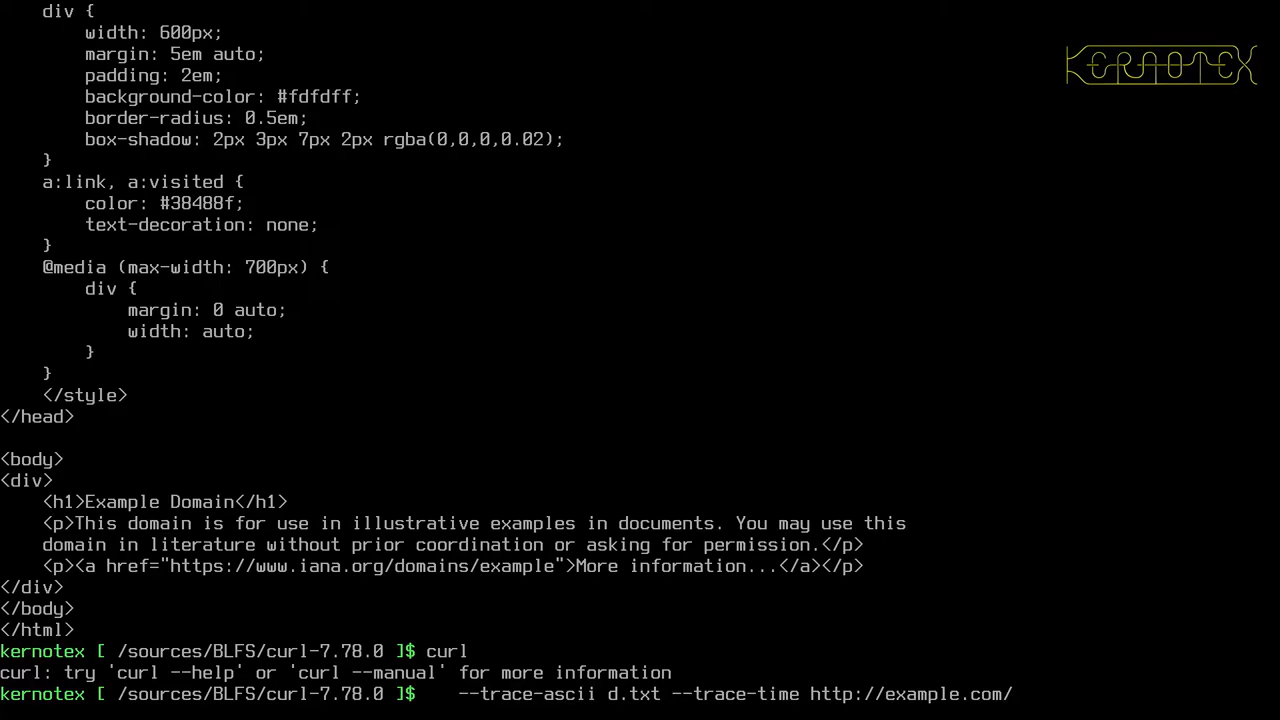 div {
        width: 600px;
        margin: 5em auto;
        padding: 2em;
        background-color: #fdfdff;
        border-radius: 0.5em;
        box-shadow: 2px 3px 7px 2px rgba(0,0,0,0.02);
    }
    a:link, a:visited {
        color: #38488f;
        text-decoration: none;
    }
    @media (max-width: 700px) {
        div {
            margin: 0 auto;
            width: auto;
        }
    }
    </style>
</head>
<body>
<div>
    <h1>Example Domain</h1>
    <p>This domain is for use in illustrative examples in documents. You may use this
    domain in literature without prior coordination or asking for permission.</p>
    <p><a href="https://www.iana.org/domains/example">More information...</a></p>
</div>
</body>
</html>
kernotex [ /sources/BLFS/curl-7.78.0 ]$ curl
curl: try 'curl --help' or 'curl --manual' for more information
kernotex [ /sources/BLFS/curl-7.78.0 ]$    --trace-ascii d.txt --trace-time http://example.com/
KERNOTEX